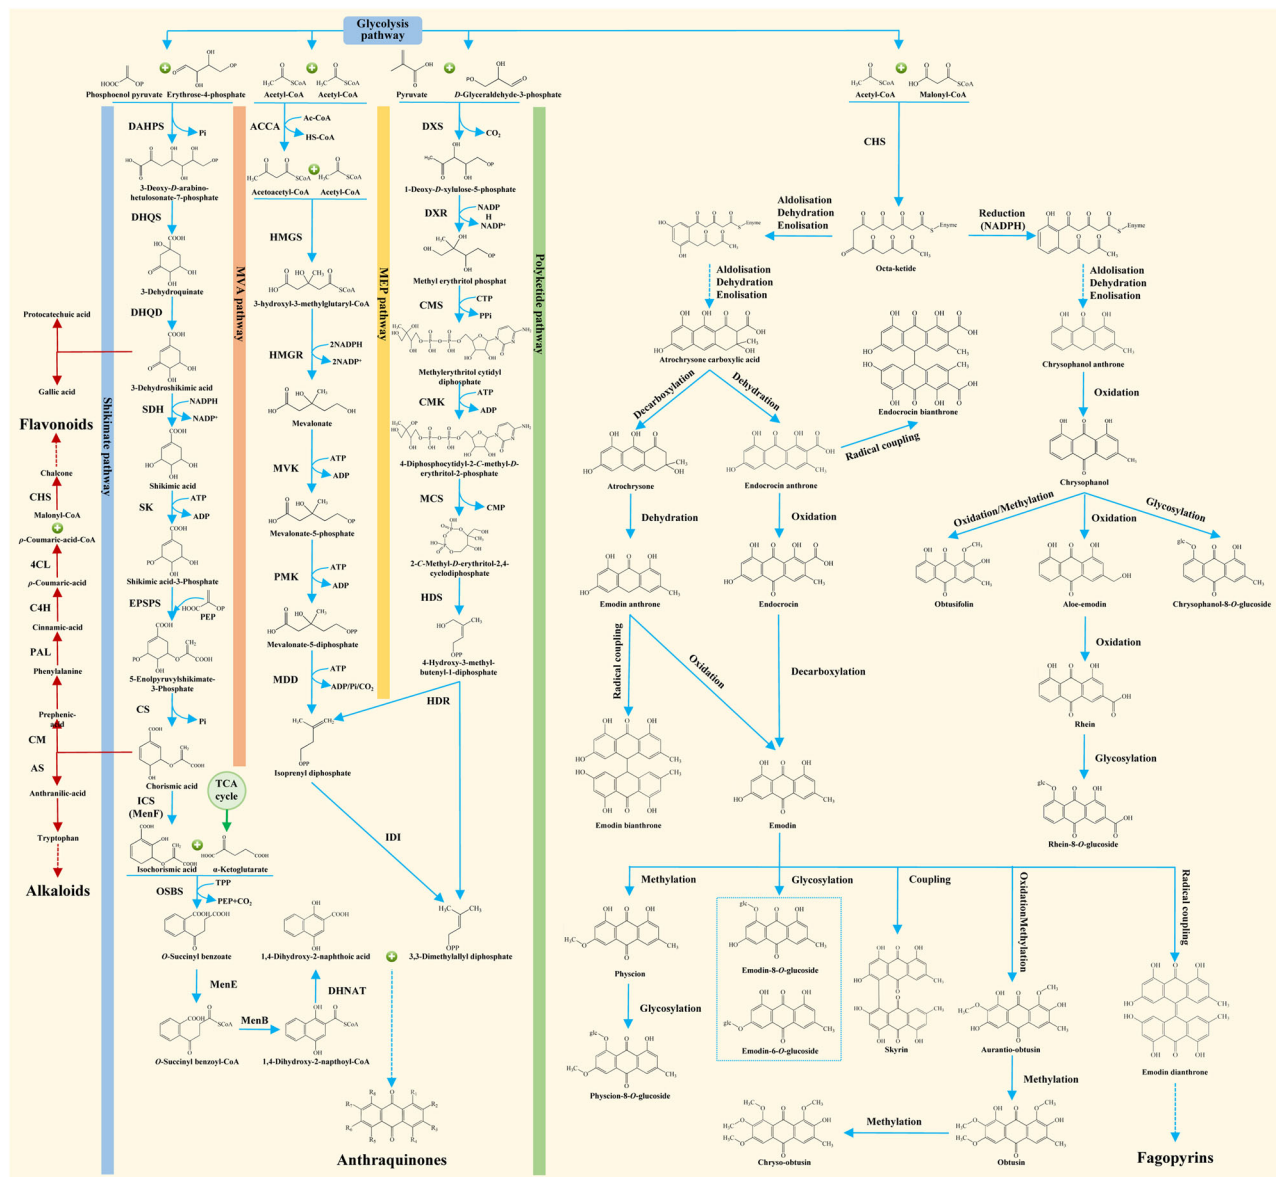 Glycolysis
pathway
Phosphoenol pyruvate
Erythrose-4-phosphate
Acetyl-CoA
Acetyl-CoA
Pyruvate
D-Glyceraldehyde-3-phosphate
Acetyl-CoA
Malonyl-CoA
Shikimate pathway
MVA pathway
MEP pathway
Polyketide pathway
DAHPS
Pi
3-Deoxy-D-arabino-
hetulosonate-7-phosphate
DHQS
3-Dehydroquinate
DHQD
3-Dehydroshikimic acid
SDH
NADPH
NADP+
Shikimic acid
SK
ATP
ADP
Shikimic acid-3-Phosphate
EPSPS
PEP
5-Enolpyruvylshikimate-
3-Phosphate
CS
Pi
Chorismic acid
ICS
(MenF)
TCA
cycle
Isochorismic acid
α-Ketoglutarate
OSBS
TPP
PEP+CO2
O-Succinyl benzoate
MenE
O-Succinyl benzoyl-CoA
MenB
1,4-Dihydroxy-2-napthoyl-CoA
DHNAT
1,4-Dihydroxy-2-naphthoic acid
Protocatechuic acid
Gallic acid
Flavonoids
Chalcone
CHS
Malonyl-CoA
ρ-Coumaric-acid-CoA
4CL
ρ-Coumaric-acid
C4H
Cinnamic-acid
PAL
Phenylalanine
Prephenic-
acid
CM
AS
Anthranilic-acid
Tryptophan
Alkaloids
ACCA
Ac-CoA
HS-CoA
Acetoacetyl-CoA
Acetyl-CoA
HMGS
3-hydroxyl-3-methylglutaryl-CoA
HMGR
2NADPH
2NADP+
Mevalonate
MVK
ATP
ADP
Mevalonate-5-phosphate
PMK
ATP
ADP
Mevalonate-5-diphosphate
MDD
ATP
ADP/Pi/CO2
Isoprenyl diphosphate
IDI
DXS
CO2
1-Deoxy-D-xylulose-5-phosphate
DXR
NADP
H
NADP+
Methyl erythritol phosphat
CMS
CTP
PPi
Methylerythritol cytidyl
diphosphate
CMK
ATP
ADP
4-Diphosphocytidyl-2-C-methyl-D-
erythritol-2-phosphate
MCS
CMP
2-C-Methyl-D-erythritol-2,4-
cyclodiphosphate
HDS
4-Hydroxy-3-methyl-
butenyl-1-diphosphate
HDR
3,3-Dimethylallyl diphosphate
Anthraquinones
CHS
Octa-ketide
Aldolisation
Dehydration
Enolisation
Reduction
(NADPH)
Aldolisation
Dehydration
Enolisation
Aldolisation
Dehydration
Enolisation
Atrochrysone carboxylic acid
Decarboxylation
Dehydration
Endocrocin bianthrone
Radical coupling
Atrochrysone
Endocrocin anthrone
Dehydration
Oxidation
Emodin anthrone
Endocrocin
Radical coupling
Oxidation
Decarboxylation
Emodin bianthrone
Emodin
Chrysophanol anthrone
Oxidation
Chrysophanol
Oxidation/Methylation
Oxidation
Glycosylation
Obtusifolin
Aloe-emodin
Chrysophanol-8-O-glucoside
Oxidation
Rhein
Glycosylation
Rhein-8-O-glucoside
Methylation
Glycosylation
Coupling
OxidationMethylation
Radical coupling
Physcion
Glycosylation
Physcion-8-O-glucoside
Emodin-8-O-glucoside
Emodin-6-O-glucoside
Skyrin
Aurantio-obtusin
Methylation
Obtusin
Methylation
Chryso-obtusin
Emodin dianthrone
Fagopyrins